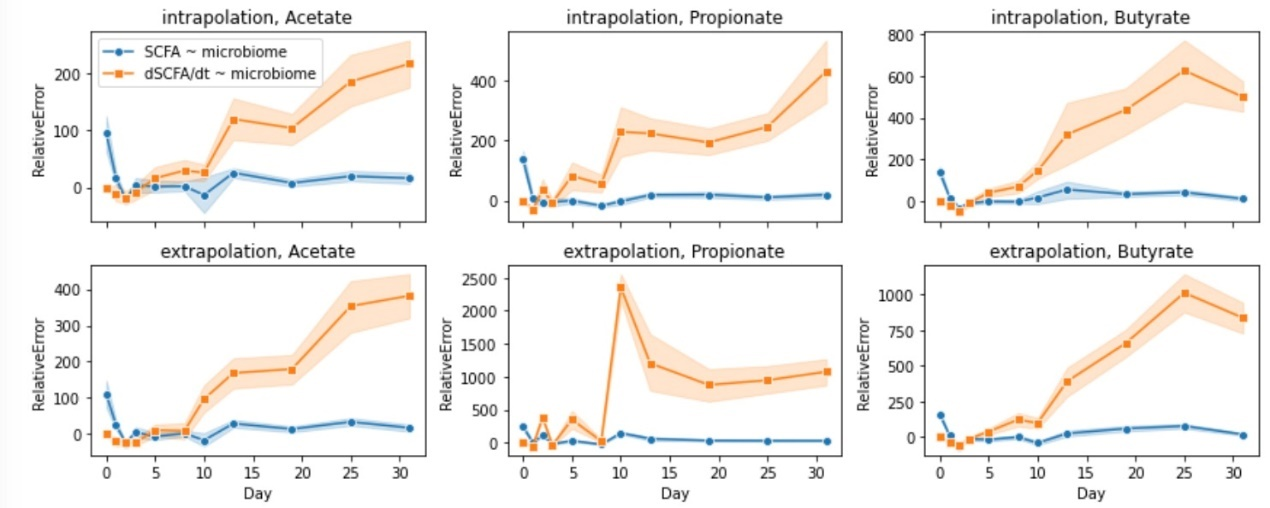 intrapolation, Acetate
RelativeError
200
100
0
SCFA ~ microbiome
dSCFA/dt ~ microbiome
intrapolation, Propionate
RelativeError
400
200
0
intrapolation, Butyrate
RelativeError
800
600
400
200
0
extrapolation, Acetate
RelativeError
400
300
200
100
0
0 5 10 15 20 25 30
Day
extrapolation, Propionate
RelativeError
2500
2000
1500
1000
500
0
0 5 10 15 20 25 30
Day
extrapolation, Butyrate
RelativeError
1000
750
500
250
0
0 5 10 15 20 25 30
Day